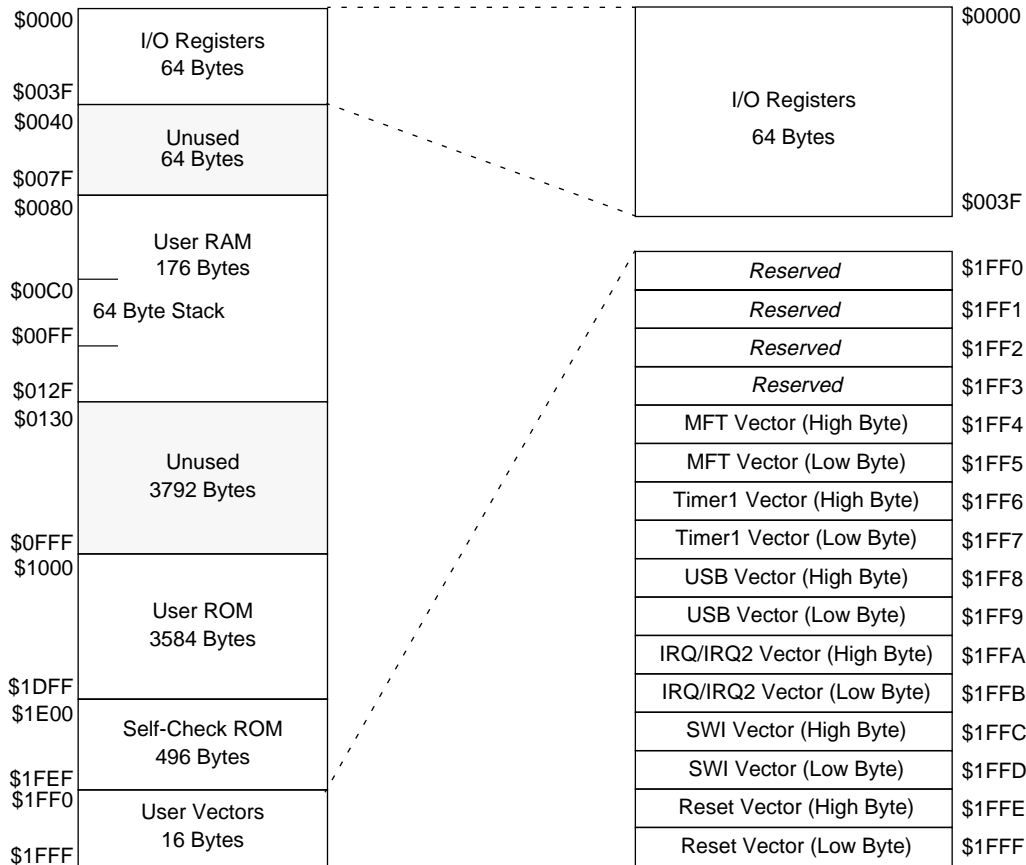 $0000
I/O Registers
64 Bytes
$003F
$0040
Unused
64 Bytes
$007F
$0080
User RAM
176 Bytes
$00C0
64 Byte Stack
$00FF
$012F
$0130
Unused
3792 Bytes
$0FFF
$1000
User ROM
3584 Bytes
$1DFF
$1E00
Self-Check ROM
496 Bytes
$1FEF
$1FF0
User Vectors
16 Bytes
$1FFF
$0000
I/O Registers
64 Bytes
$003F
Reserved $1FF0
Reserved $1FF1
Reserved $1FF2
Reserved $1FF3
MFT Vector (High Byte) $1FF4
MFT Vector (Low Byte) $1FF5
Timer1 Vector (High Byte) $1FF6
Timer1 Vector (Low Byte) $1FF7
USB Vector (High Byte) $1FF8
USB Vector (Low Byte) $1FF9
IRQ/IRQ2 Vector (High Byte) $1FFA
IRQ/IRQ2 Vector (Low Byte) $1FFB
SWI Vector (High Byte) $1FFC
SWI Vector (Low Byte) $1FFD
Reset Vector (High Byte) $1FFE
Reset Vector (Low Byte) $1FFF